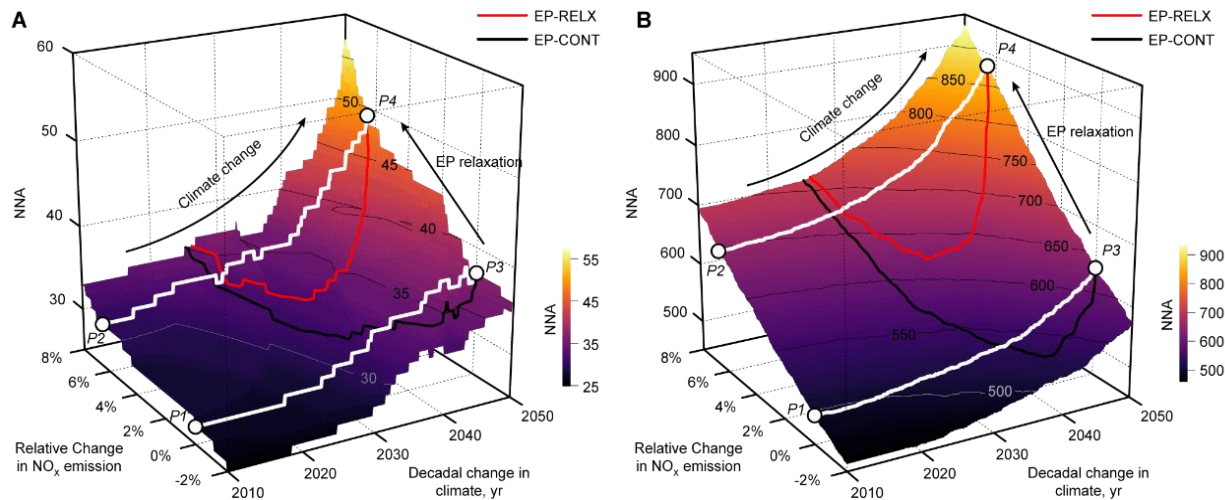 A
EP-RELX
EP-CONT
60
50
40
30
NNA
Climate change
EP relaxation
P4
P3
P2
P1
50
45
40
35
30
55
45
35
25
NNA
8%
6%
4%
2%
0%
-2%
Relative Change
in NOx emission
2010
2020
2030
2040
2050
Decadal change in
climate, yr
B
EP-RELX
EP-CONT
900
800
700
600
500
NNA
Climate change
EP relaxation
P4
P3
P2
P1
850
800
750
700
650
600
550
500
900
800
700
600
500
NNA
8%
6%
4%
2%
0%
-2%
Relative Change
in NOx emission
2010
2020
2030
2040
2050
Decadal change in
climate, yr